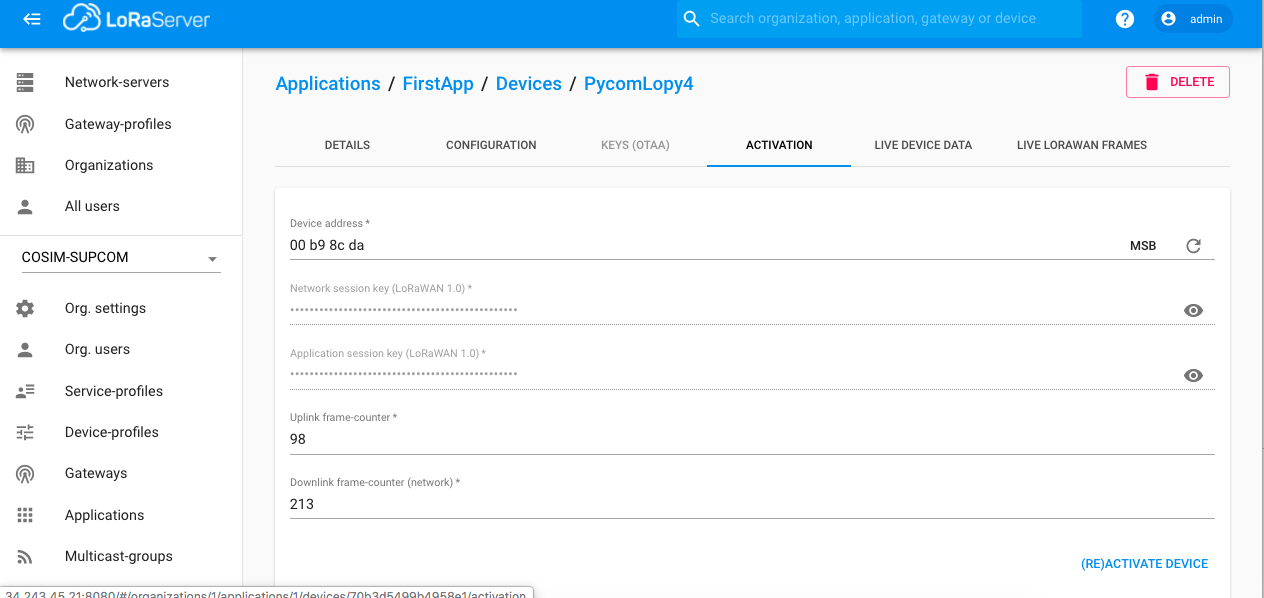 LoRaServer
Search organization, application, gateway or device
? admin
Network-servers
Gateway-profiles
Organizations
All users
COSIM-SUPCOM
Org. settings
Org. users
Service-profiles
Device-profiles
Gateways
Applications
Multicast-groups
Applications / FirstApp / Devices / PycomLopy4
DELETE
DETAILS CONFIGURATION KEYS (OTAA) ACTIVATION LIVE DEVICE DATA LIVE LORAWAN FRAMES
Device address *
00 b9 8c da MSB
Network session key (LoRaWAN 1.0) *
Application session key (LoRaWAN 1.0) *
Uplink frame-counter *
98
Downlink frame-counter (network) *
213
(RE)ACTIVATE DEVICE
34.243.45.21:8080/#/organizations/1/applications/1/devices/70b3d5499b4958e1/activation